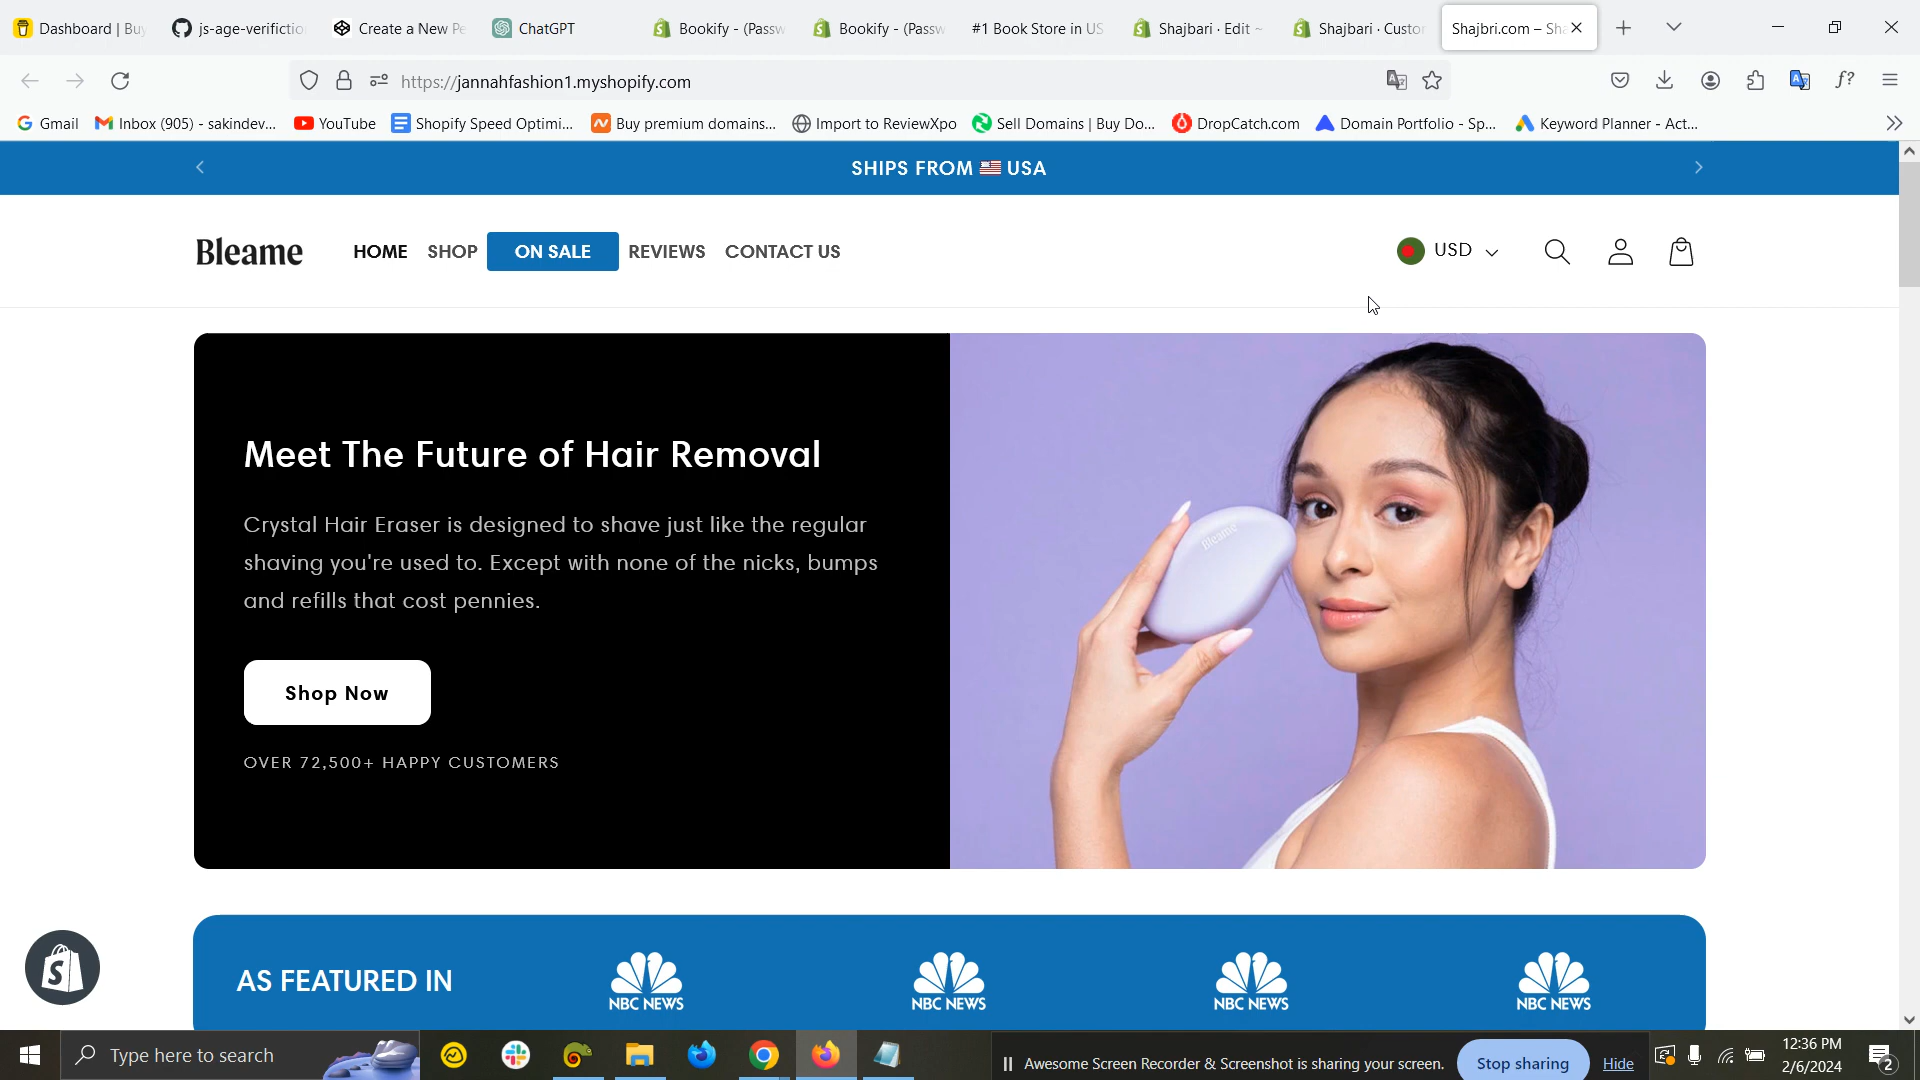 Dashboard | Buy
js-age-verifictio
Create a New Pe
ChatGPT
Bookify - (Passw
Bookify - (Passw
#1 Book Store in US
Shajbari · Edit ~
Shajbari · Custor
Shajbri.com – Sha
https://jannahfashion1.myshopify.com
Gmail
Inbox (905) - sakindev...
YouTube
Shopify Speed Optimi...
Buy premium domains...
Import to ReviewXpo
Sell Domains | Buy Do...
DropCatch.com
Domain Portfolio - Sp...
Keyword Planner - Act...
SHIPS FROM USA
Bleame
HOME
SHOP
ON SALE
REVIEWS
CONTACT US
USD
Meet The Future of Hair Removal
Crystal Hair Eraser is designed to shave just like the regular
shaving you're used to. Except with none of the nicks, bumps
and refills that cost pennies.
Shop Now
OVER 72,500+ HAPPY CUSTOMERS
Bleame
AS FEATURED IN
NBC NEWS
NBC NEWS
NBC NEWS
NBC NEWS
Type here to search
Awesome Screen Recorder & Screenshot is sharing your screen.
Stop sharing
Hide
12:36 PM
2/6/2024
2